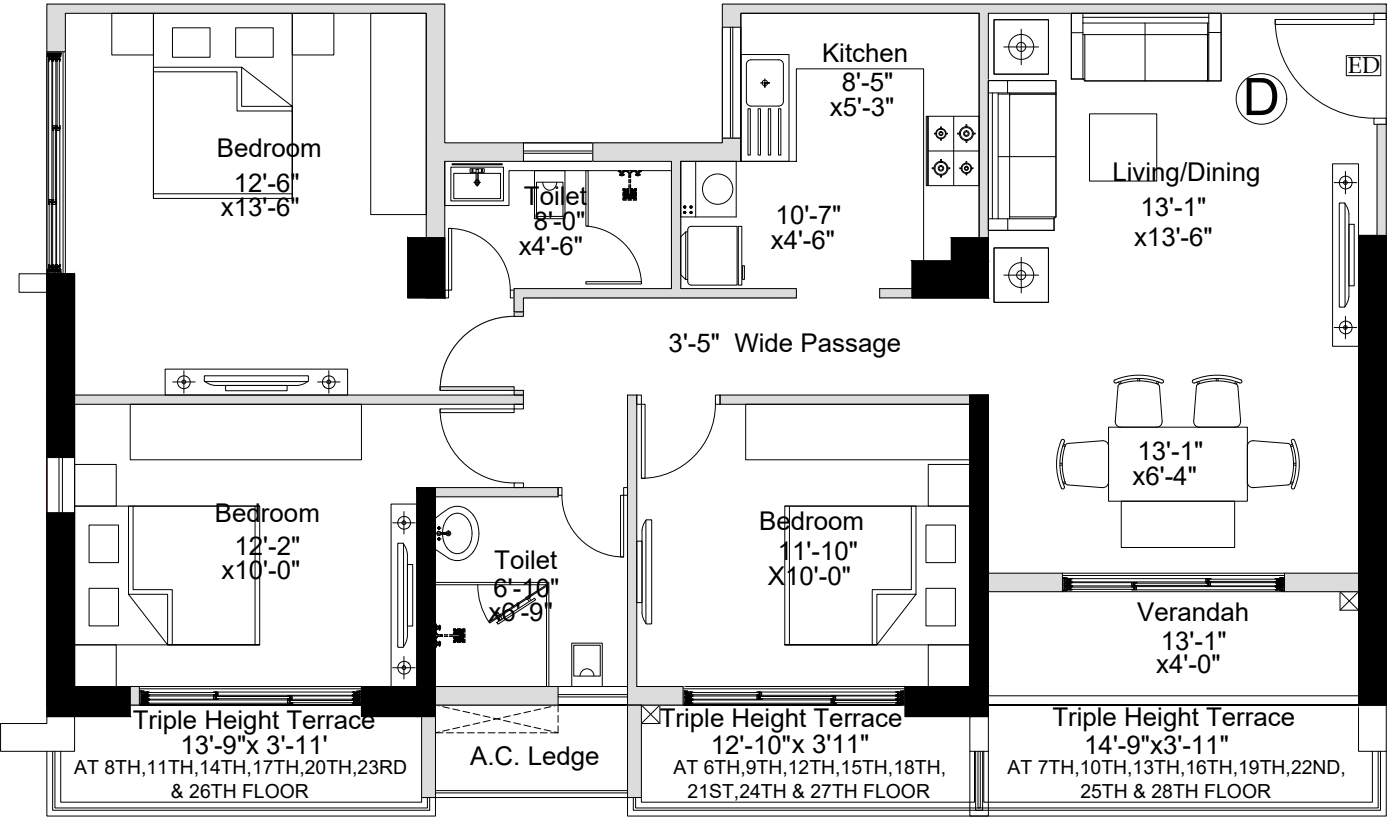 Kitchen
8'-5"
x5'-3"
ED
D
Bedroom
12'-6"
x13'-6"
Toilet
8'-0"
x4'-6"
10'-7"
x4'-6"
Living/Dining
13'-1"
x13'-6"
3'-5" Wide Passage
13'-1"
x6'-4"
Bedroom
12'-2"
x10'-0"
Toilet
6'-10"
x6'-9"
Bedroom
11'-10"
X10'-0"
Verandah
13'-1"
x4'-0"
Triple Height Terrace
13'-9"x 3'-11'
AT 8TH,11TH,14TH,17TH,20TH,23RD
& 26TH FLOOR
A.C. Ledge
Triple Height Terrace
12'-10"x 3'11"
AT 6TH,9TH,12TH,15TH,18TH,
21ST,24TH & 27TH FLOOR
Triple Height Terrace
14'-9"x3'-11"
AT 7TH,10TH,13TH,16TH,19TH,22ND,
25TH & 28TH FLOOR